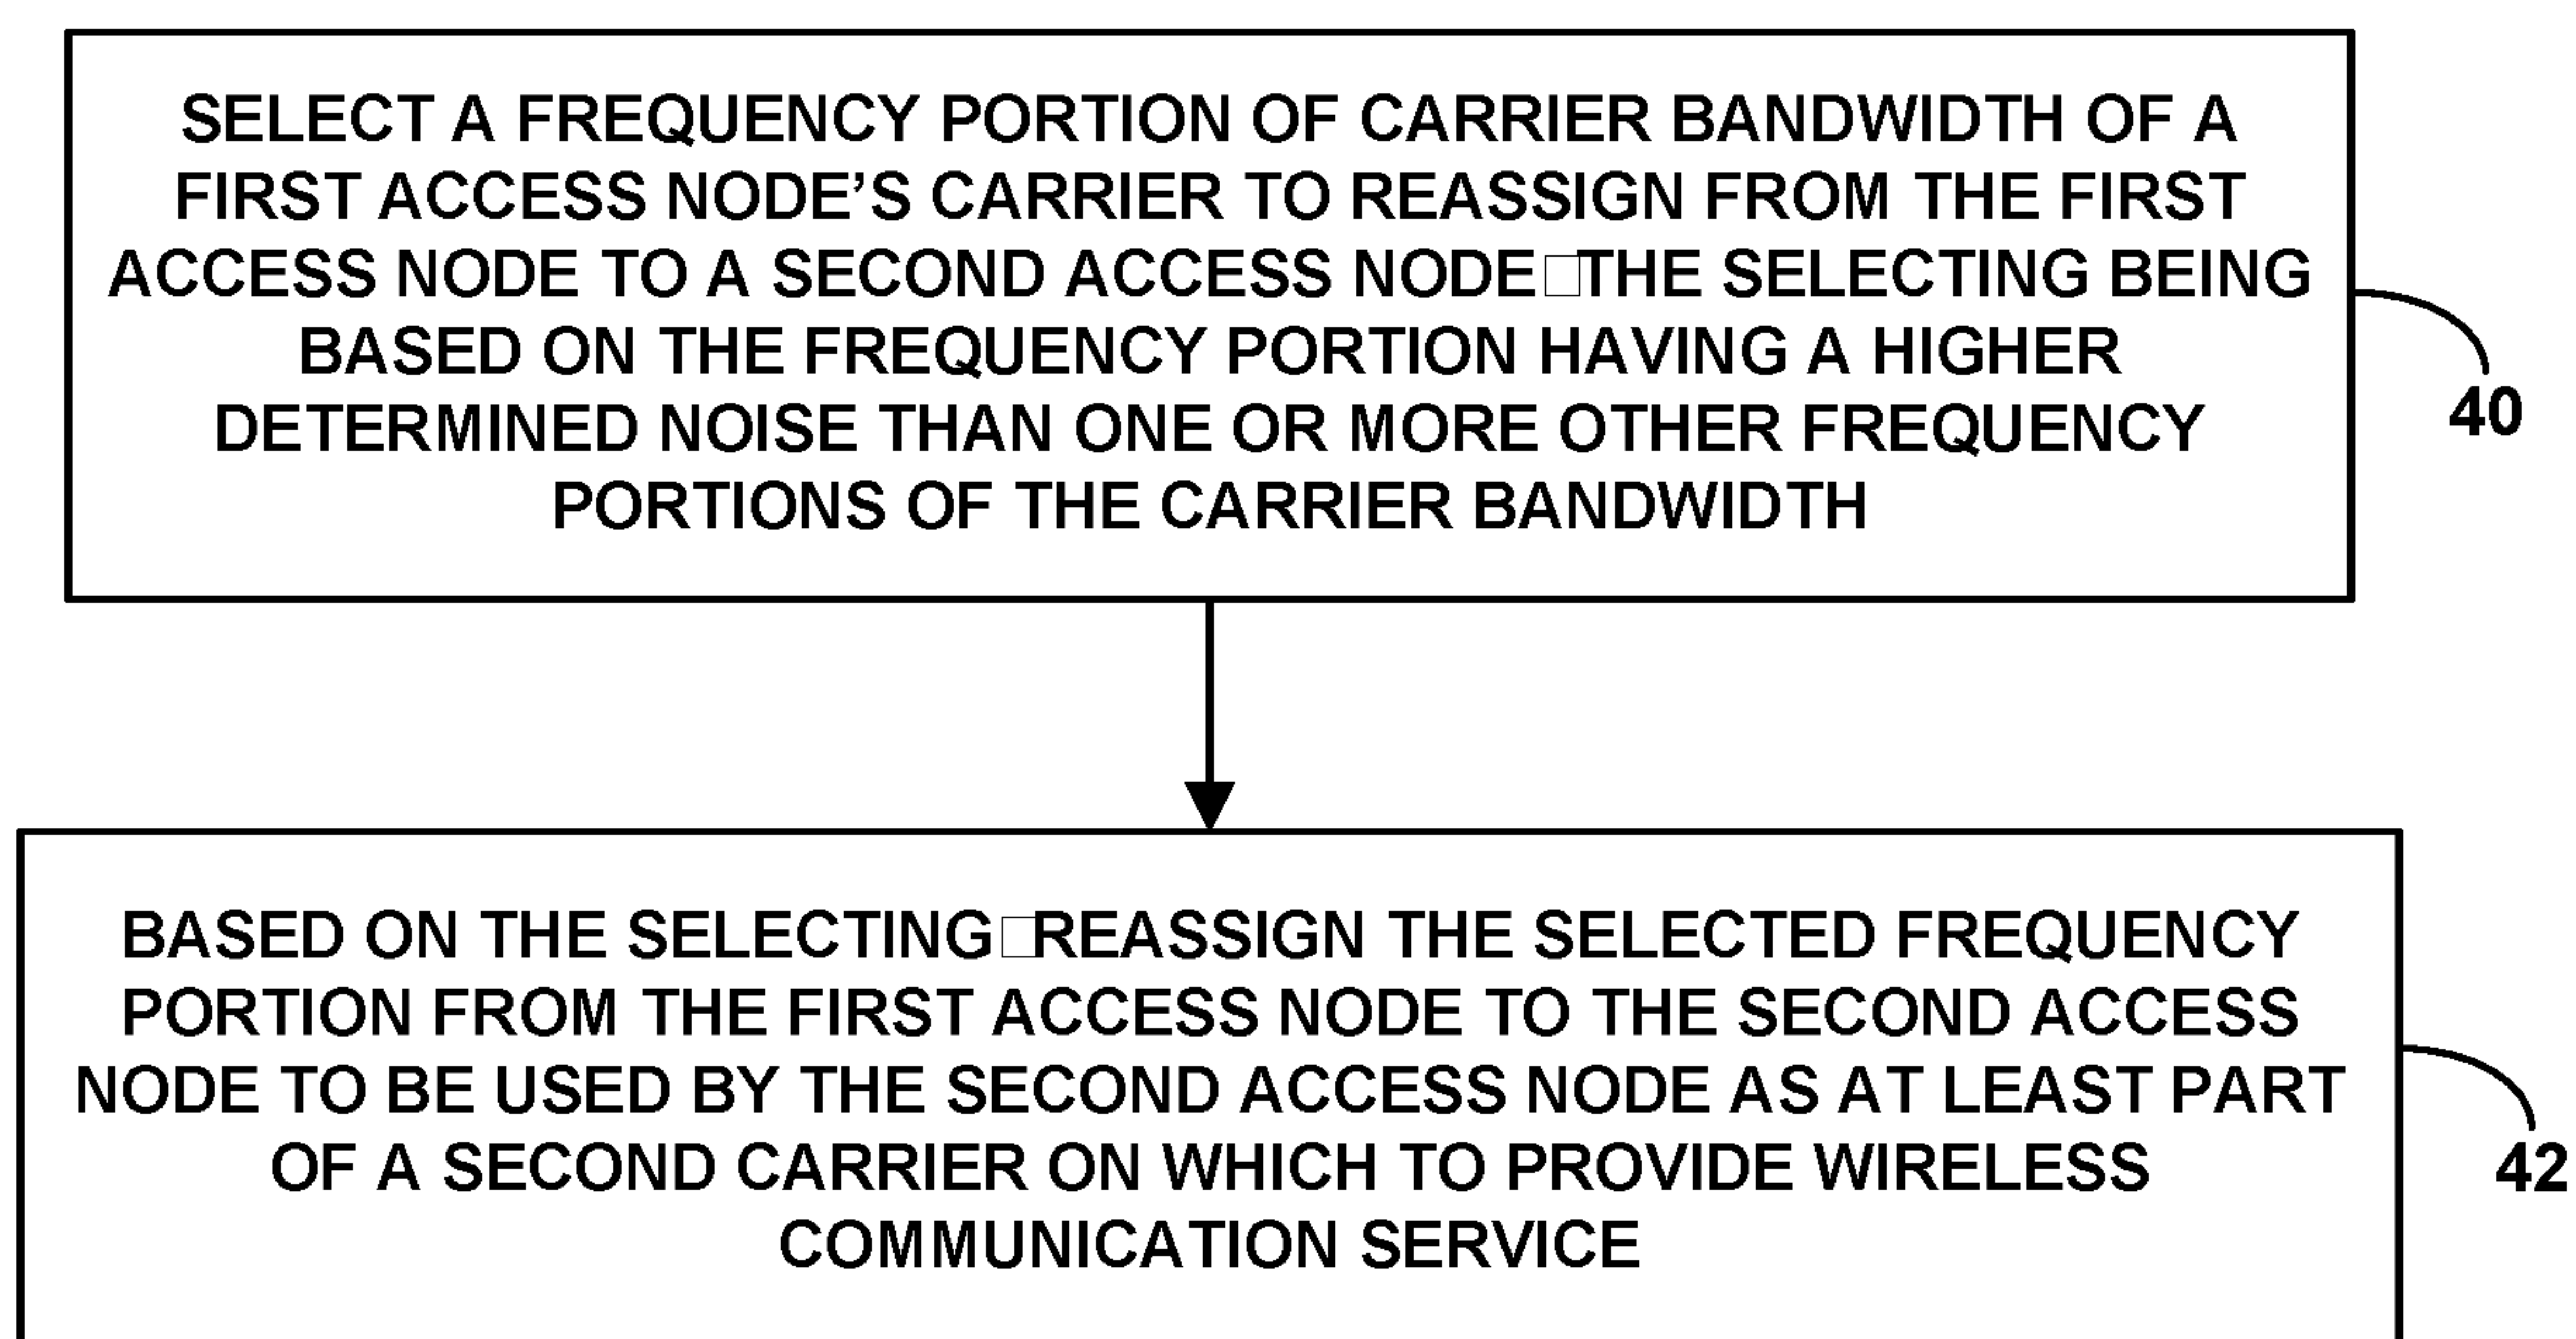 SELECT A FREQUENCY PORTION OF CARRIER BANDWIDTH OF A
FIRST ACCESS NODE’S CARRIER TO REASSIGN FROM THE FIRST
ACCESS NODE TO A SECOND ACCESS NODE□THE SELECTING BEING
BASED ON THE FREQUENCY PORTION HAVING A HIGHER
DETERMINED NOISE THAN ONE OR MORE OTHER FREQUENCY
PORTIONS OF THE CARRIER BANDWIDTH
40
BASED ON THE SELECTING□REASSIGN THE SELECTED FREQUENCY
PORTION FROM THE FIRST ACCESS NODE TO THE SECOND ACCESS
NODE TO BE USED BY THE SECOND ACCESS NODE AS AT LEAST PART
OF A SECOND CARRIER ON WHICH TO PROVIDE WIRELESS
COMMUNICATION SERVICE
42